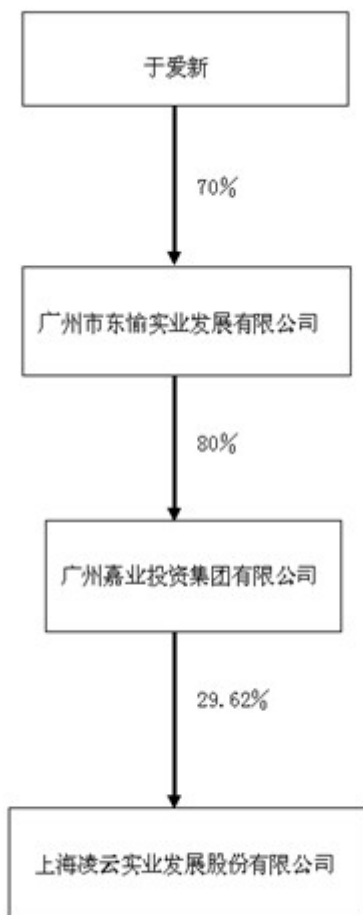 于爱新
70%
广州市东愉实业发展有限公司
80%
广州嘉业投资集团有限公司
29.62%
上海凌云实业发展股份有限公司